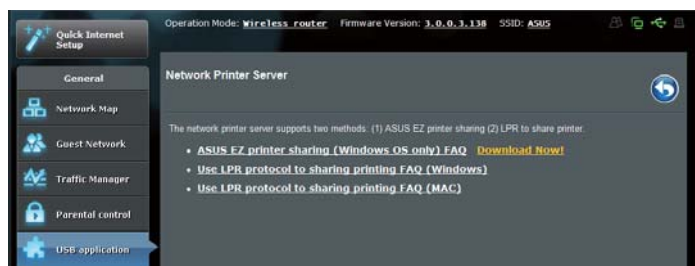 Quick Internet
Setup
Operation Mode: Wireless router Firmware Version: 3.0.0.3.138 SSID: ASUS
General
Network Map
Guest Network
Traffic Manager
Parental control
USB application
Network Printer Server
The network printer server supports two methods: (1) ASUS EZ printer sharing (2) LPR to share printer.
• ASUS EZ printer sharing (Windows OS only) FAQ Download Now!
• Use LPR protocol to sharing printing FAQ (Windows)
• Use LPR protocol to sharing printing FAQ (MAC)